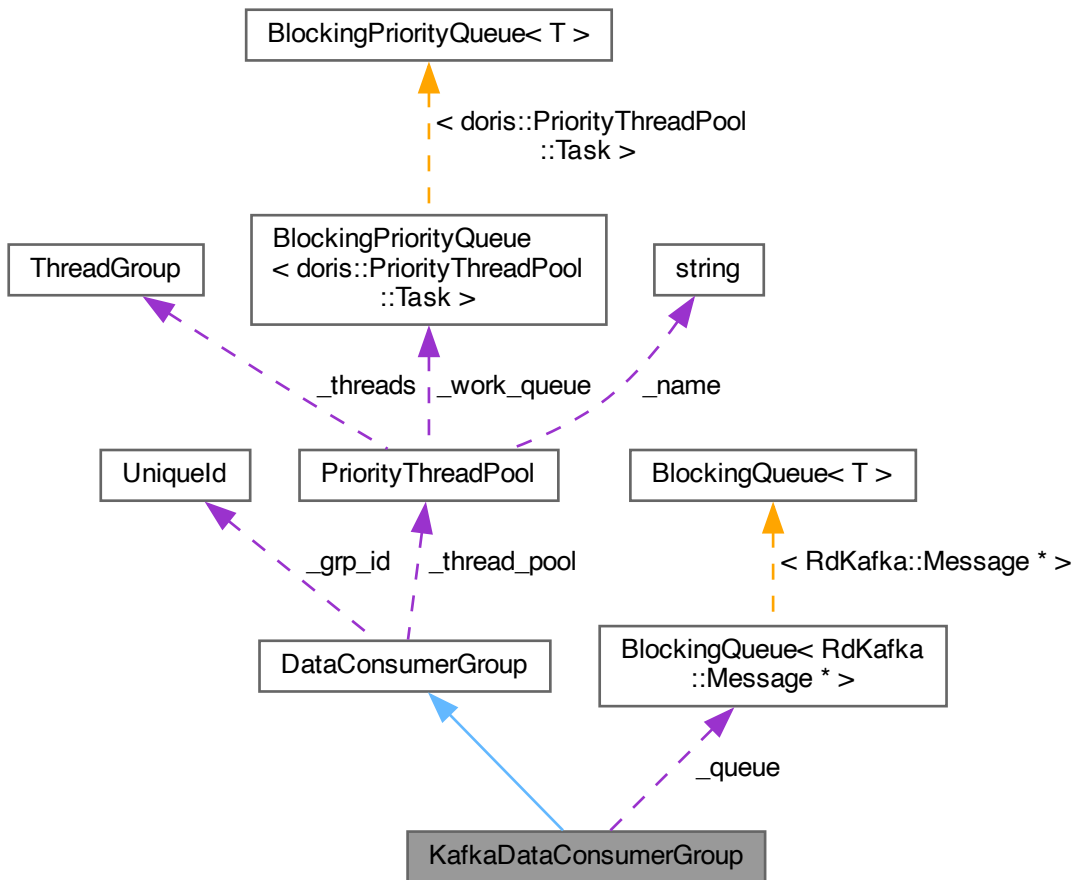 BlockingPriorityQueue< T >
< doris::PriorityThreadPool
::Task >
ThreadGroup
BlockingPriorityQueue
< doris::PriorityThreadPool
::Task >
string
_threads
_work_queue
_name
UniqueId
PriorityThreadPool
BlockingQueue< T >
_grp_id
_thread_pool
< RdKafka::Message * >
DataConsumerGroup
BlockingQueue< RdKafka
::Message * >
_queue
KafkaDataConsumerGroup